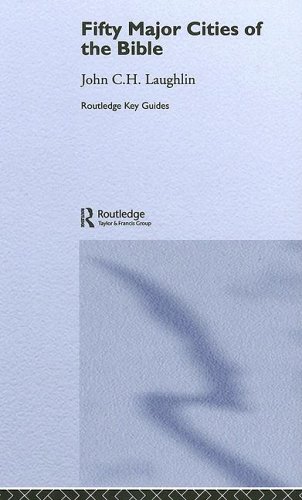 Fifty Major Cities of
the Bible
John C.H. Laughlin
Routledge Key Guides
Routledge
Taylor & Francis Group